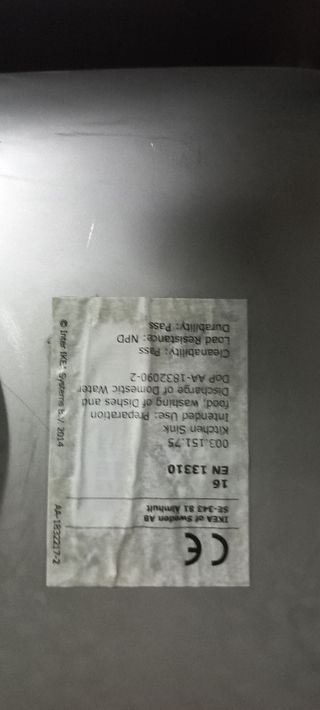 CE
IKEA of Sweden AB
SE-343 81 Älmhult
16
EN 13310
003.151.75
Kitchen Sink
Intended Use: Preparation
food, washing of Dishes and
Discharge of Domestic Water
DoP AA-1832090-2
Cleanability: Pass
Load Resistance: NPD
Durability: Pass
AA-1832217-2
© Inter IKEA Systems B.V. 2014